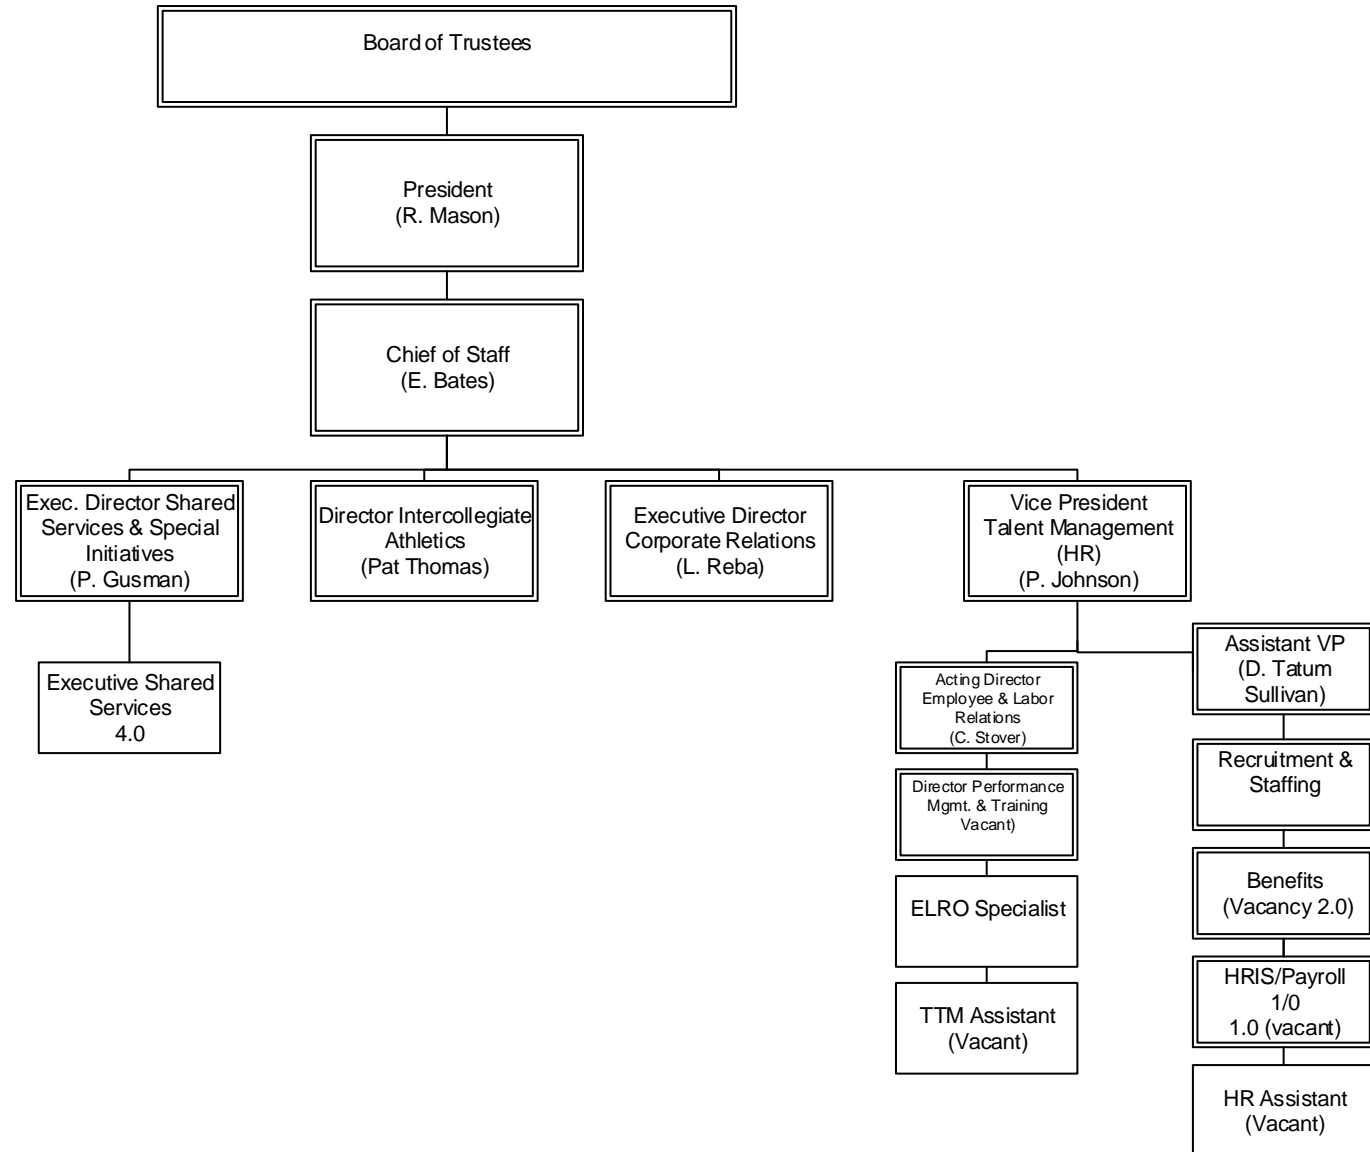 Board of Trustees
President
(R. Mason)
Chief of Staff
(E. Bates)
Exec. Director Shared
Services & Special
Initiatives
(P. Gusman)
Director Intercollegiate
Athletics
(Pat Thomas)
Executive Director
Corporate Relations
(L. Reba)
Vice President
Talent Management
(HR)
(P. Johnson)
Executive Shared
Services
4.0
Acting Director
Employee & Labor
Relations
(C. Stover)
Director Performance
Mgmt. & Training
Vacant)
ELRO Specialist
TTM Assistant
(Vacant)
Assistant VP
(D. Tatum
Sullivan)
Recruitment &
Staffing
Benefits
(Vacancy 2.0)
HRIS/Payroll
1/0
1.0 (vacant)
HR Assistant
(Vacant)